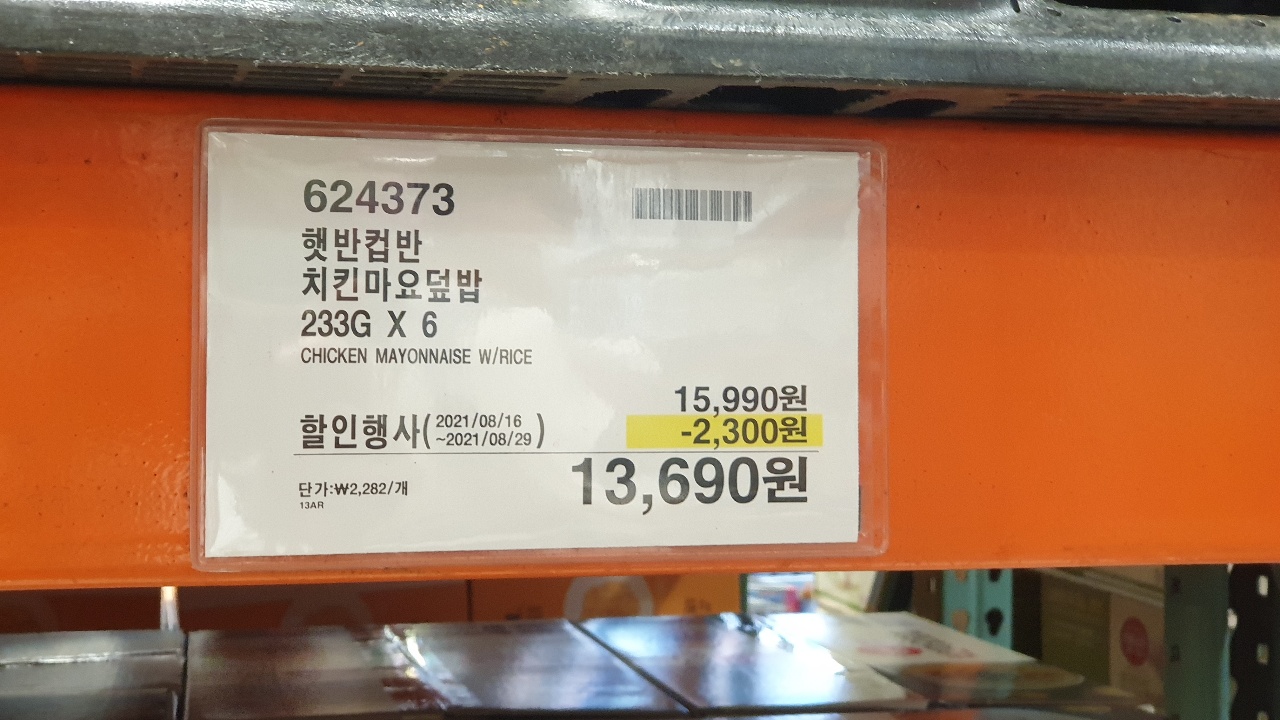 624373
햇반컵반
치킨마요덮밥
233G X 6
CHICKEN MAYONNAISE W/RICE
15,990원
할인행사(2021/08/16 ~2021/08/29) -2,300원
13,690원
단가:₩2,282/개
13AR